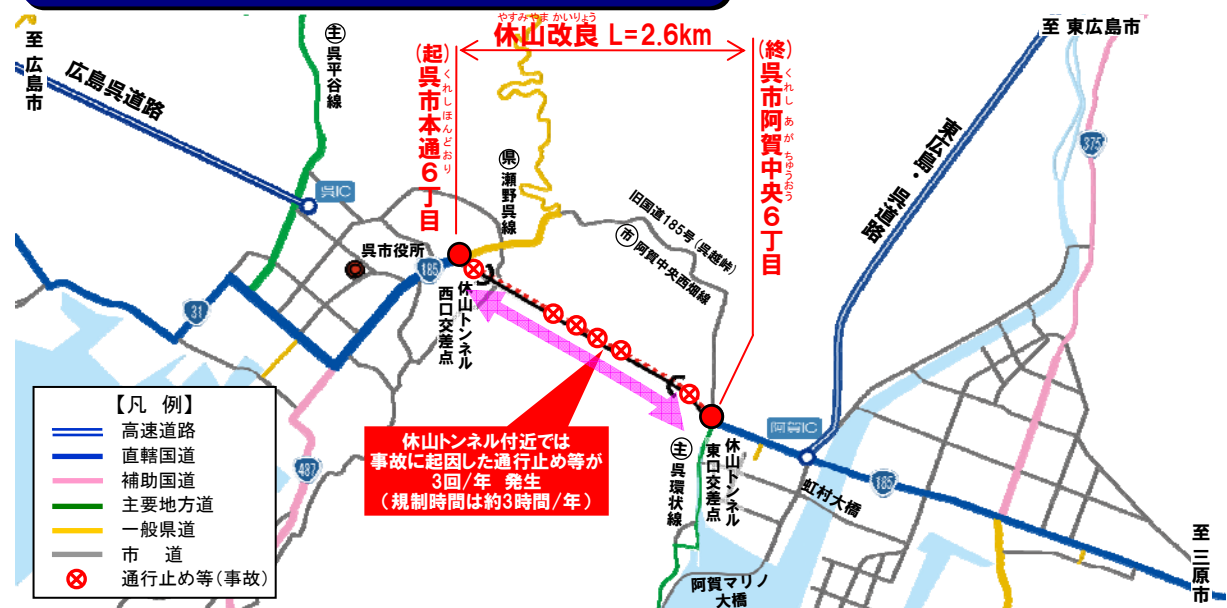 やすみやま かいりょう
休山改良 L=2.6km
至 広島市
広島呉道路
㊤呉平谷線
呉IC
(起)呉市本通6丁目
くれし ほんどおり
㊩瀬野呉線
(終)呉市阿賀中央6丁目
くれし あが ちゅうおう
至 東広島市
東広島・呉道路
375
旧国道185号(呉越峠)
市 阿賀中央西畑線
呉市役所
185
31
休山トンネル
西口交差点
487
休山トンネル付近では
事故に起因した通行止め等が
3回/年 発生
(規制時間は約3時間/年)
主 呉環状線
休山トンネル
東口交差点
阿賀IC
虹村大橋
185
至 三原市
阿賀マリノ
大橋
【凡 例】
高速道路
直轄国道
補助国道
主要地方道
一般県道
市 道
通行止め等(事故)